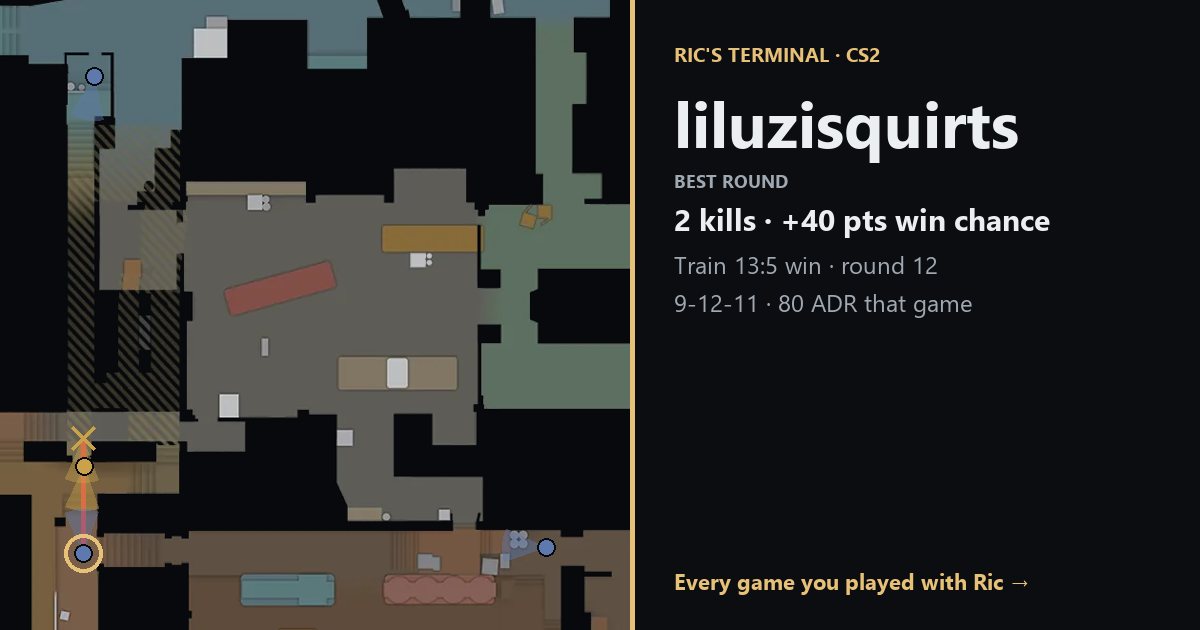 RIC'S TERMINAL · CS2
liluzisquirts
BEST ROUND
2 kills · +40 pts win chance
Train 13:5 win · round 12
9-12-11 · 80 ADR that game
Every game you played with Ric →